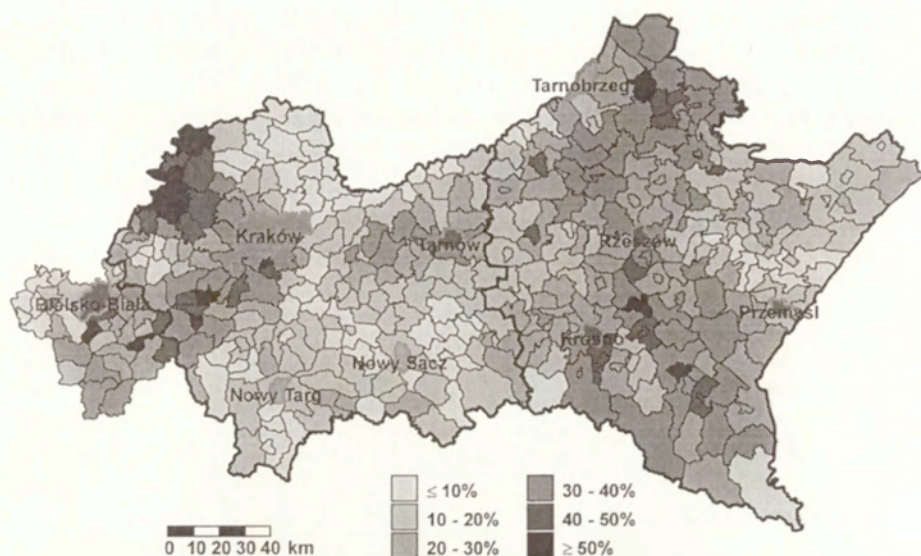 Tarnobrzeg
Kraków
Tarnów
Rzeszów
Bielsko-Biała
Przemyśl
Krosno
Nowy Sącz
Nowy Targ
≤ 10%
30 - 40%
10 - 20%
40 - 50%
20 - 30%
≥ 50%
0 10 20 30 40 km